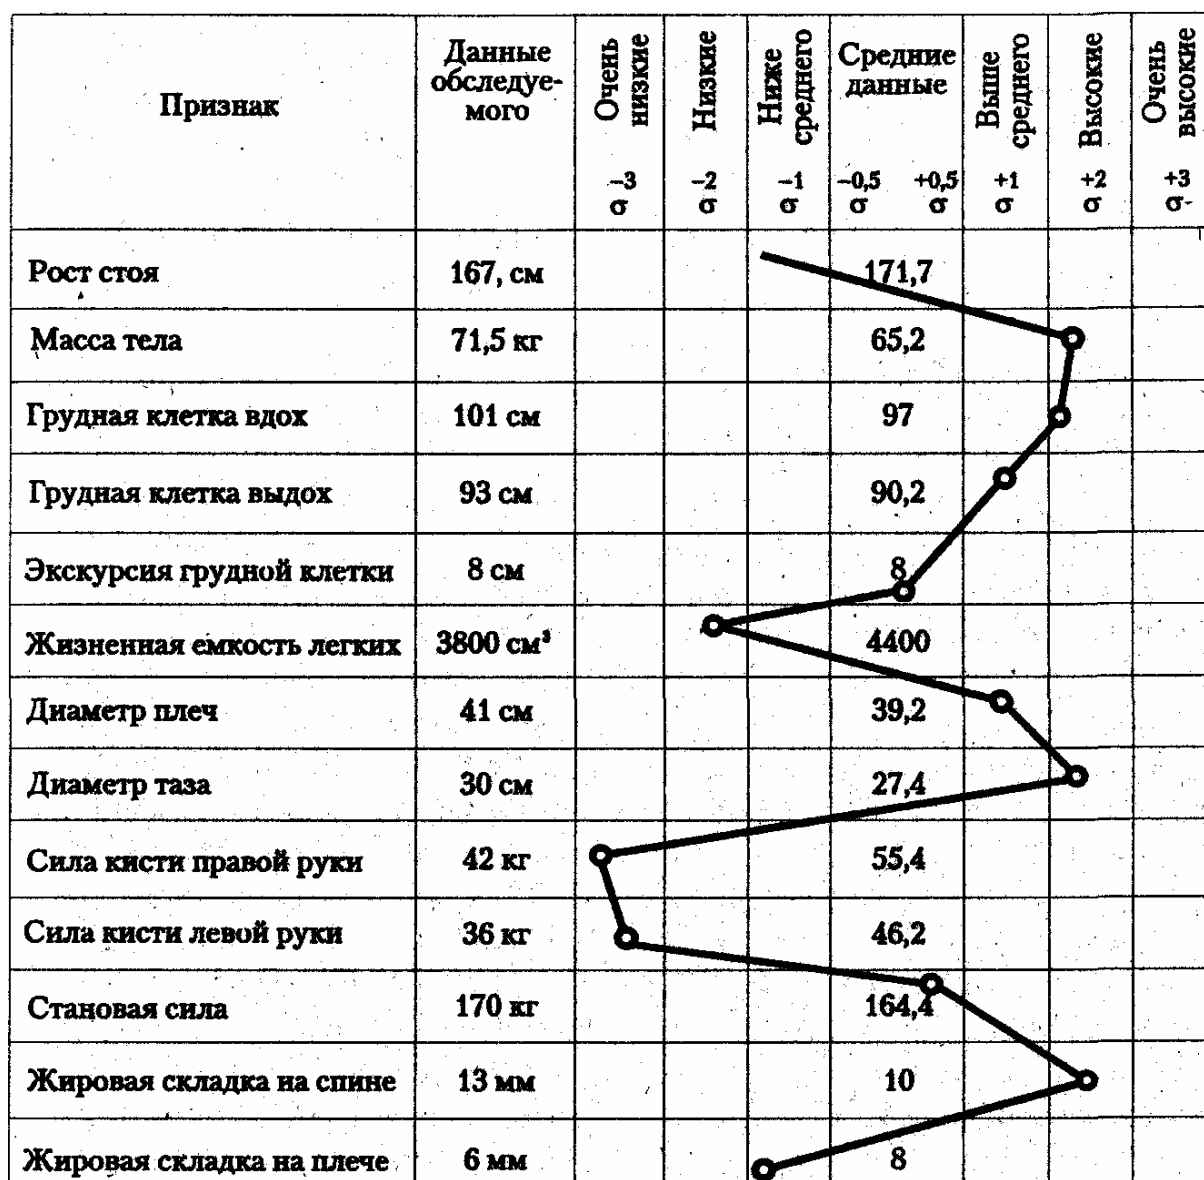 Признак
Данные
обследуе-
мого
Очень
низкие
Низкие
Ниже
среднего
Средние
данные
Выше
среднего
Высокие
Очень
высокие
−3 −2 −1 −0,5 +0,5 +1 +2 +3
σ σ σ σ σ σ σ σ
Рост стоя 167, см 171,7
Масса тела 71,5 кг 65,2
Грудная клетка вдох 101 см 97
Грудная клетка выдох 93 см 90,2
Экскурсия грудной клетки 8 см 8
Жизненная емкость легких 3800 см³ 4400
Диаметр плеч 41 см 39,2
Диаметр таза 30 см 27,4
Сила кисти правой руки 42 кг 55,4
Сила кисти левой руки 36 кг 46,2
Становая сила 170 кг 164,4
Жировая складка на спине 13 мм 10
Жировая складка на плече 6 мм 8